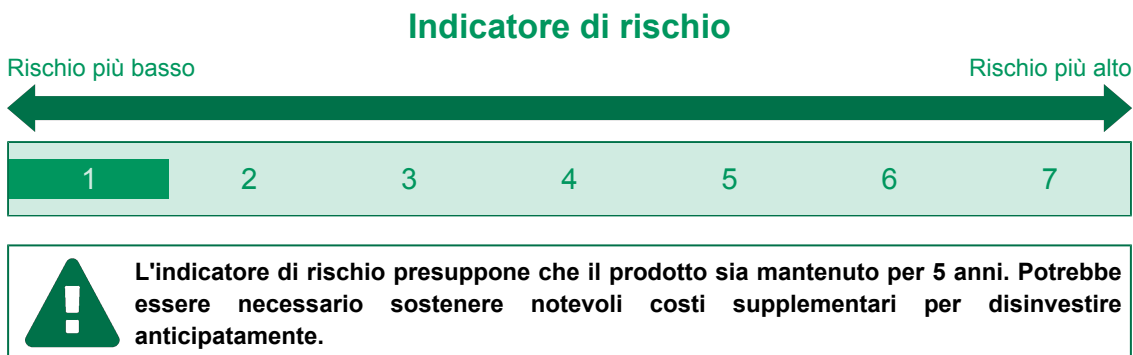 Indicatore di rischio
Rischio più basso
Rischio più alto
1 2 3 4 5 6 7
L'indicatore di rischio presuppone che il prodotto sia mantenuto per 5 anni. Potrebbe
essere necessario sostenere notevoli costi supplementari per disinvestire
anticipatamente.